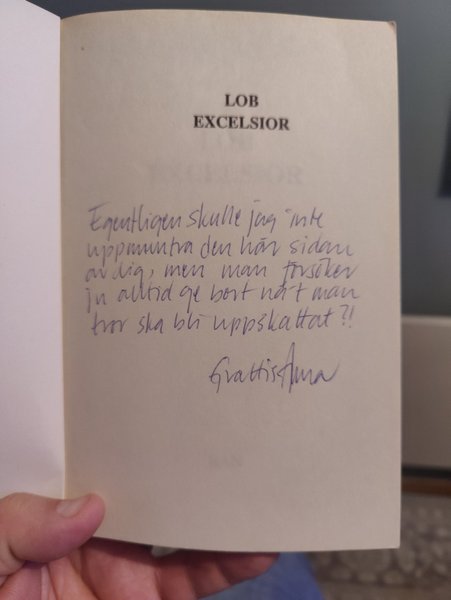 LOB
EXCELSIOR
Egentligen skulle jag inte
uppmuntra den här sidan
av dig, men man försöker
ju alltid ge bort nåt man
tror ska bli uppskattat?!
Grattis Anna